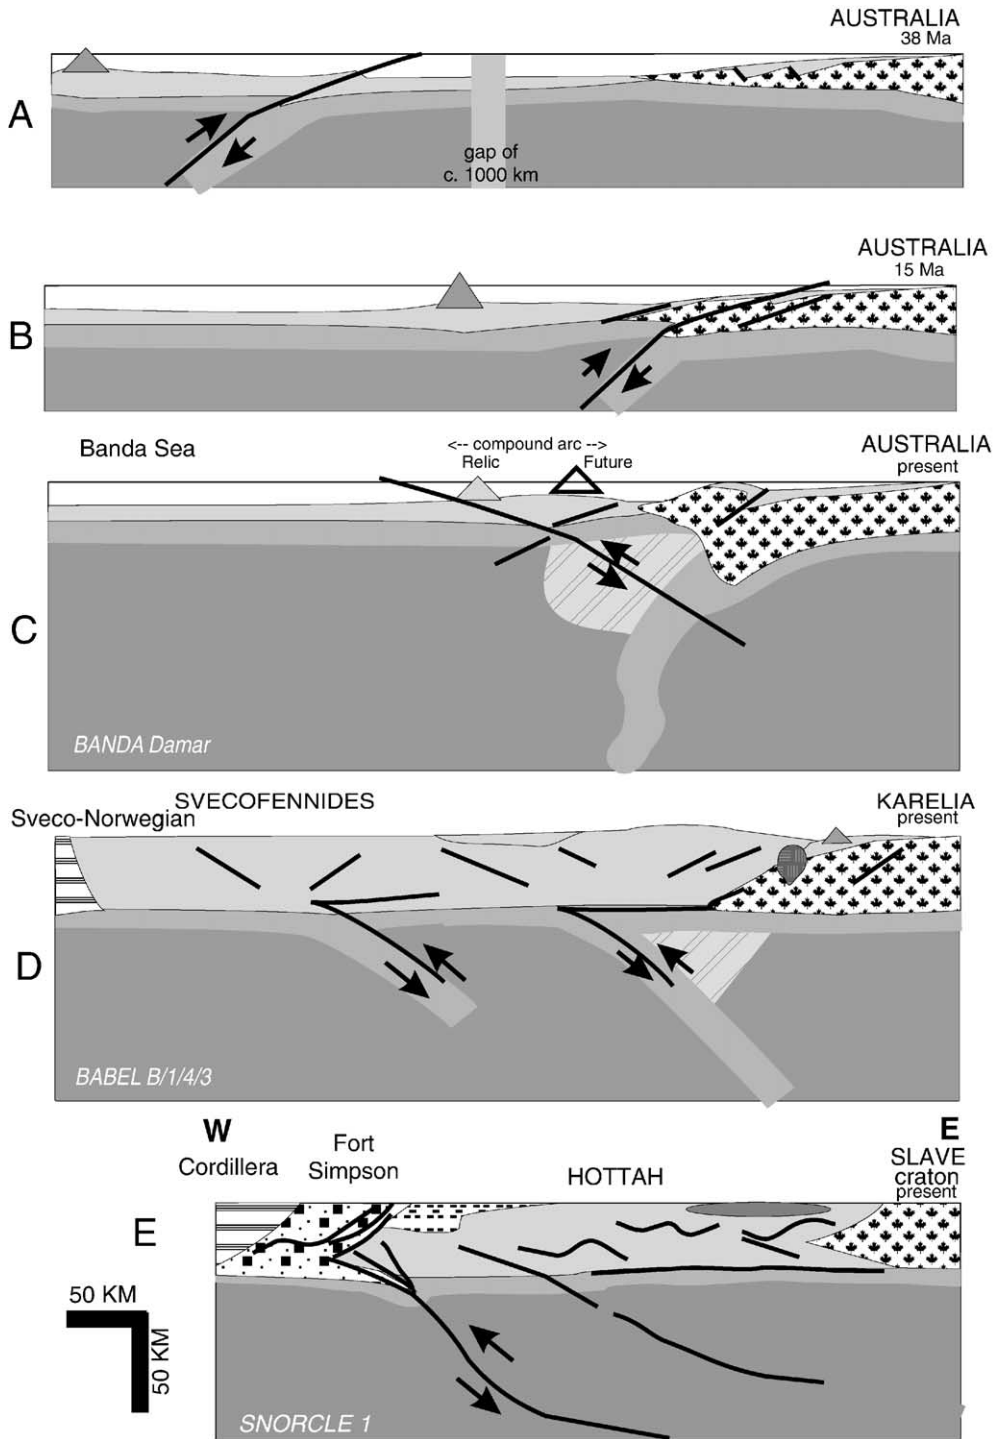 AUSTRALIA
38 Ma
A
gap of
c. 1000 km
AUSTRALIA
15 Ma
B
Banda Sea
<-- compound arc -->
Relic
Future
AUSTRALIA
present
C
BANDA Damar
SVECOFENNIDES
Sveco-Norwegian
KARELIA
present
D
BABEL B/1/4/3
W
E
Cordillera
Fort
Simpson
HOTTAH
SLAVE
craton
present
E
50 KM
50 KM
SNORCLE 1